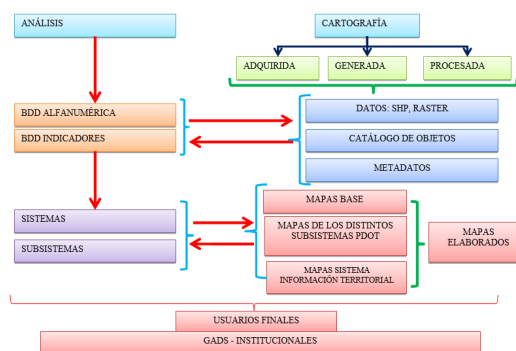 ANÁLISIS
CARTOGRAFÍA
ADQUIRIDA
GENERADA
PROCESADA
BDD ALFANUMÉRICA
BDD INDICADORES
DATOS: SHP, RASTER
CATÁLOGO DE OBJETOS
METADATOS
SISTEMAS
SUBSISTEMAS
MAPAS BASE
MAPAS DE LOS DISTINTOS
SUBSISTEMAS PDOT
MAPAS SISTEMA
INFORMACIÓN TERRITORIAL
MAPAS
ELABORADOS
USUARIOS FINALES
GADS - INSTITUCIONALES